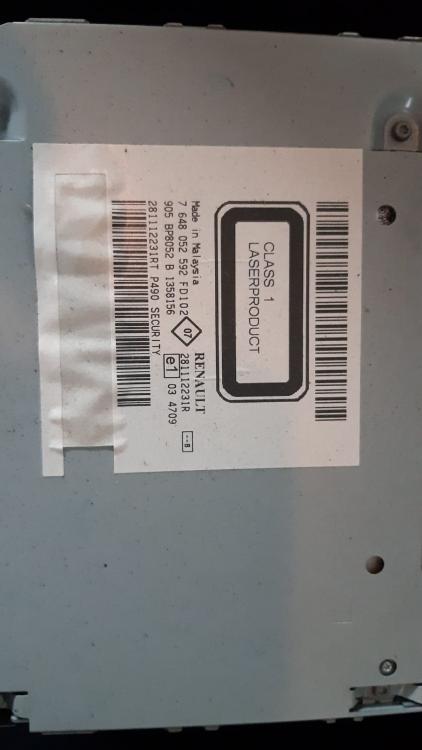 CLASS 1
LASERPRODUCT
RENAULT
281112231R
Made in Malaysia
7 648 052 592 FD102
07
e1 03 4709
--B
905 BP8052 B 1358156
281112231RT P490 SECURITY